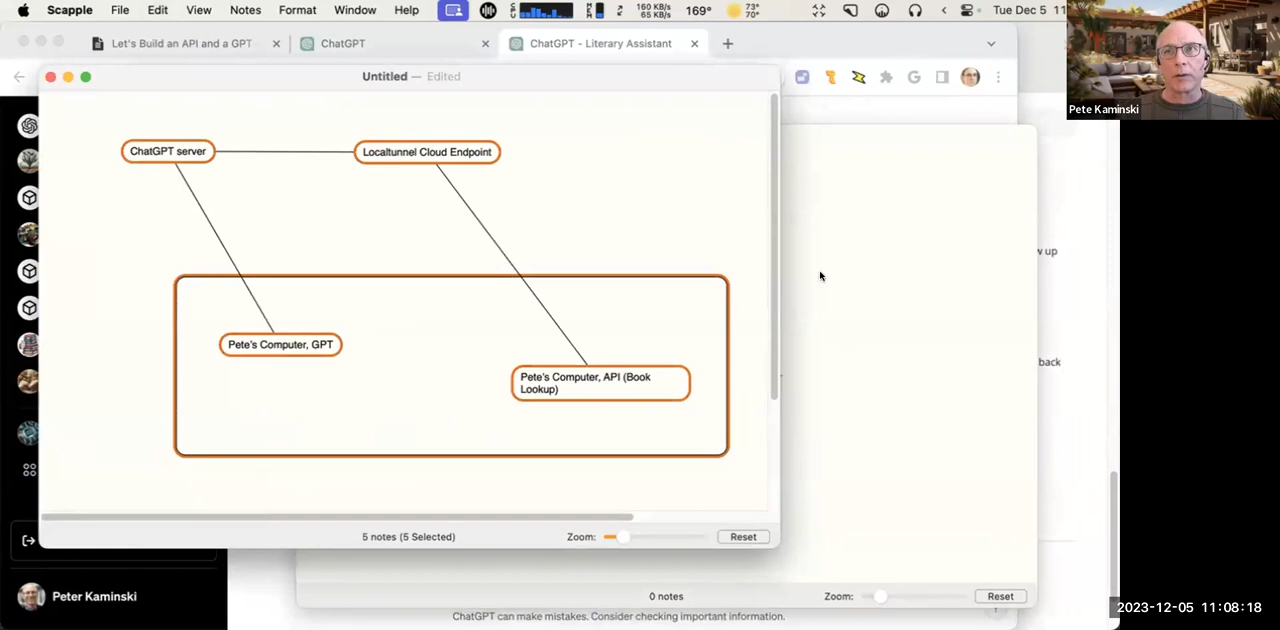 Scapple File Edit View Notes Format Window Help 160 KB/s 65 KB/s 169° 73° 70° Tue Dec 5 11
Let's Build an API and a GPT ChatGPT ChatGPT - Literary Assistant
Untitled — Edited
Pete Kaminski
ChatGPT server
Localtunnel Cloud Endpoint
w up
Pete's Computer, GPT
back
Pete's Computer, API (Book
Lookup)
5 notes (5 Selected) Zoom: Reset
Peter Kaminski
0 notes Zoom: Reset
ChatGPT can make mistakes. Consider checking important information.
2023-12-05 11:08:18